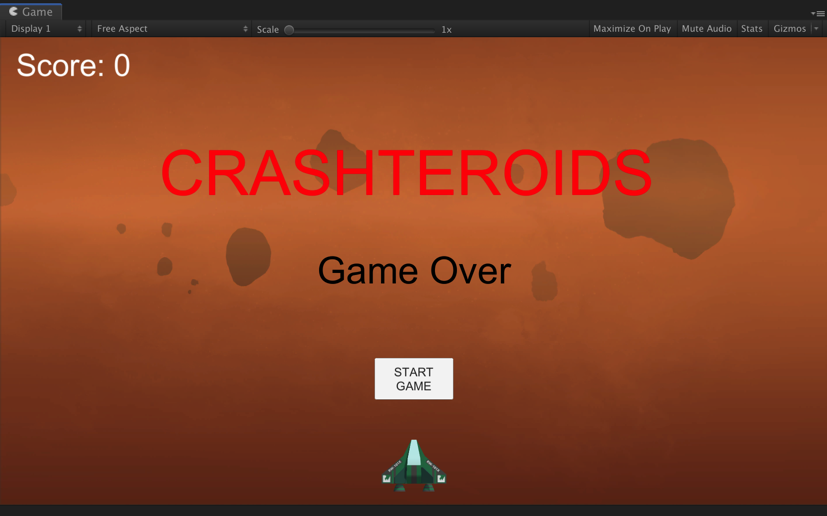 Game
Display 1 Free Aspect Scale 1x Maximize On Play Mute Audio Stats Gizmos
Score: 0
CRASHTEROIDS
Game Over
START
GAME